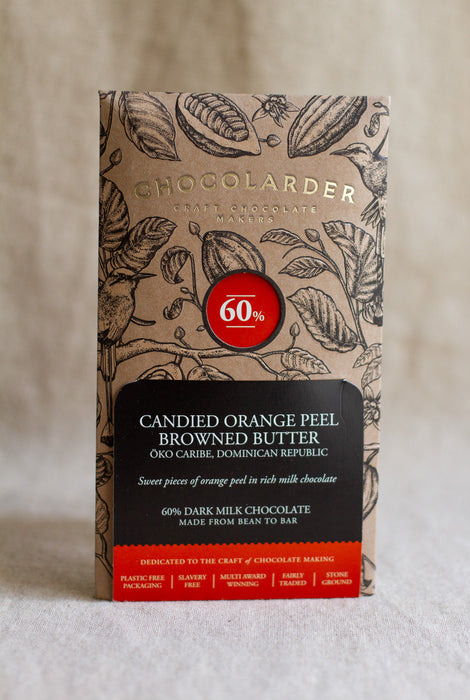 CHOCOLARDER
CRAFT CHOCOLATE
MAKERS
60%
CANDIED ORANGE PEEL
BROWNED BUTTER
ÖKO CARIBE, DOMINICAN REPUBLIC
Sweet pieces of orange peel in rich milk chocolate
60% DARK MILK CHOCOLATE
MADE FROM BEAN TO BAR
DEDICATED TO THE CRAFT of CHOCOLATE MAKING
PLASTIC FREE PACKAGING | SLAVERY FREE | MULTI AWARD WINNING | FAIRLY TRADED | STONE GROUND